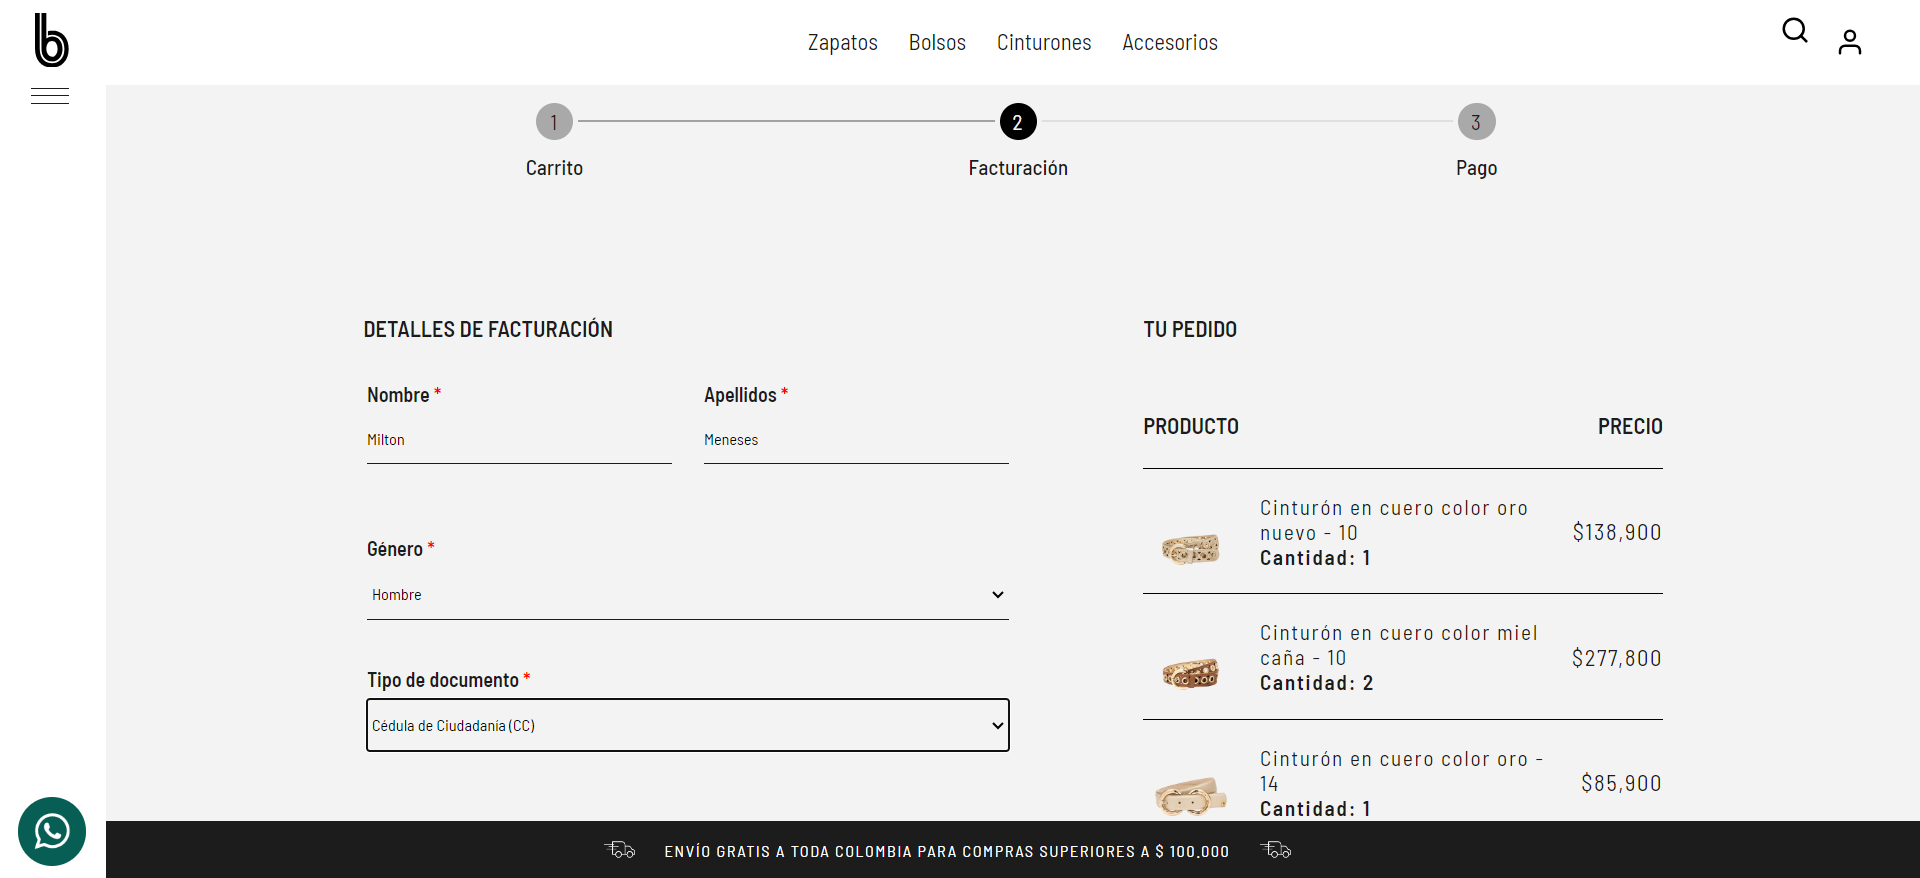 b
Zapatos Bolsos Cinturones Accesorios
1 2 3
Carrito Facturación Pago
DETALLES DE FACTURACIÓN
Nombre * Apellidos *
Milton Meneses
Género *
Hombre
Tipo de documento *
Cédula de Ciudadanía (CC)
TU PEDIDO
PRODUCTO PRECIO
Cinturón en cuero color oro
nuevo - 10
Cantidad: 1
$138,900
Cinturón en cuero color miel
caña - 10
Cantidad: 2
$277,800
Cinturón en cuero color oro -
14
Cantidad: 1
$85,900
ENVÍO GRATIS A TODA COLOMBIA PARA COMPRAS SUPERIORES A $ 100.000